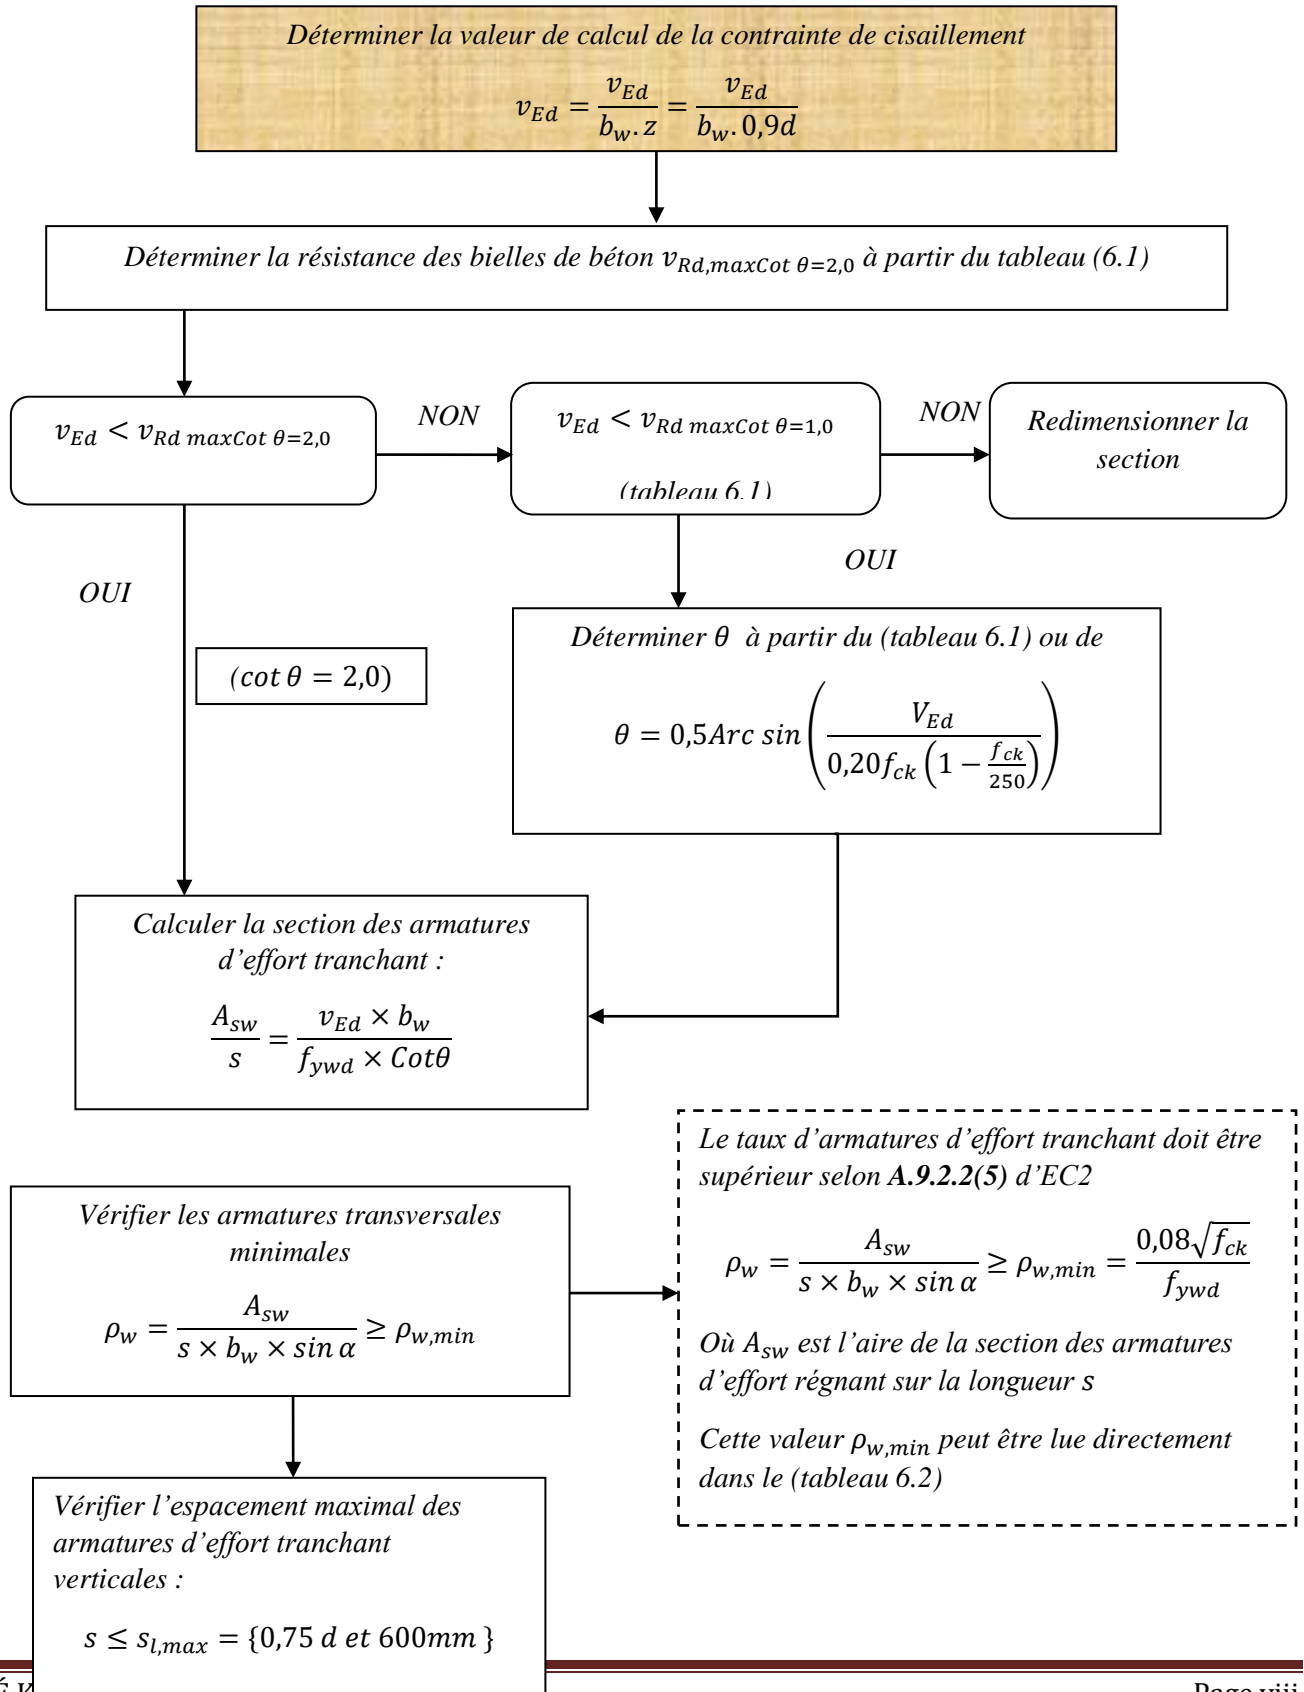 Déterminer la valeur de calcul de la contrainte de cisaillement
v_Ed = v_Ed / (b_w. z) = v_Ed / (b_w. 0,9d)
Déterminer la résistance des bielles de béton v_Rd,maxCot θ=2,0 à partir du tableau (6.1)
v_Ed < v_Rd maxCot θ=2,0
NON
v_Ed < v_Rd maxCot θ=1,0
(tableau 6.1)
NON
Redimensionner la
section
OUI
OUI
(cot θ = 2,0)
Déterminer θ à partir du (tableau 6.1) ou de
θ = 0,5Arc sin (V_Ed / (0,20f_ck (1 − f_ck/250)))
Calculer la section des armatures
d’effort tranchant :
A_sw / s = (v_Ed × b_w) / (f_ywd × Cotθ)
Vérifier les armatures transversales
minimales
ρ_w = A_sw / (s × b_w × sin α) ≥ ρ_w,min
Le taux d’armatures d’effort tranchant doit être
supérieur selon A.9.2.2(5) d’EC2
ρ_w = A_sw / (s × b_w × sin α) ≥ ρ_w,min = 0,08√f_ck / f_ywd
Où A_sw est l’aire de la section des armatures
d’effort régnant sur la longueur s
Cette valeur ρ_w,min peut être lue directement
dans le (tableau 6.2)
Vérifier l’espacement maximal des
armatures d’effort tranchant
verticales :
s ≤ s_l,max = {0,75 d et 600mm }
Page viii